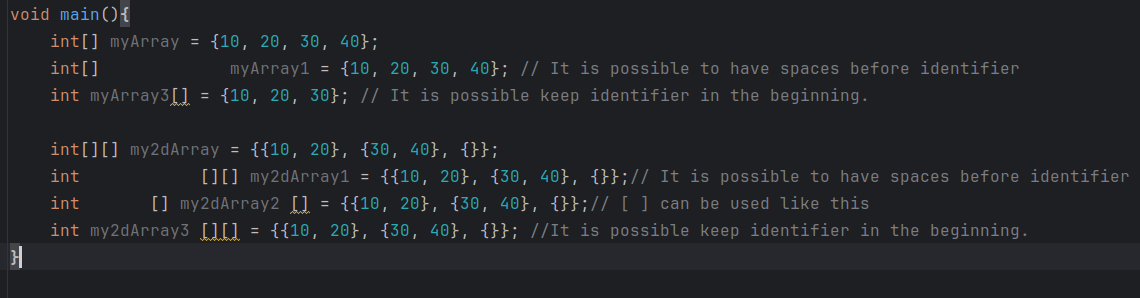 void main(){
    int[] myArray = {10, 20, 30, 40};
    int[]             myArray1 = {10, 20, 30, 40}; // It is possible to have spaces before identifier
    int myArray3[] = {10, 20, 30}; // It is possible keep identifier in the beginning.
    int[][] my2dArray = {{10, 20}, {30, 40}, {}};
    int            [][] my2dArray1 = {{10, 20}, {30, 40}, {}};// It is possible to have spaces before identifier
    int       [] my2dArray2 [] = {{10, 20}, {30, 40}, {}};// [ ] can be used like this
    int my2dArray3 [][] = {{10, 20}, {30, 40}, {}}; //It is possible keep identifier in the beginning.
}